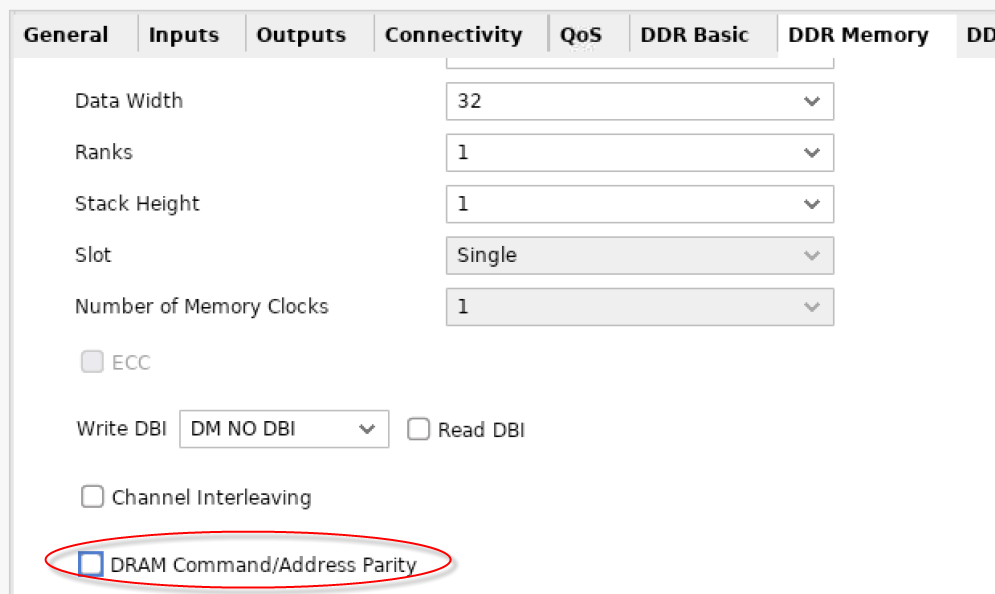 General Inputs Outputs Connectivity QoS DDR Basic DDR Memory DD
Data Width 32
Ranks 1
Stack Height 1
Slot Single
Number of Memory Clocks 1
ECC
Write DBI DM NO DBI Read DBI
Channel Interleaving
DRAM Command/Address Parity